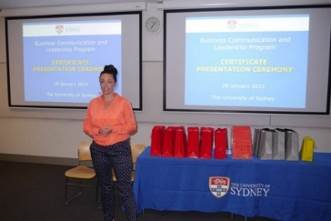 Business Communication and
Leadership Program
CERTIFICATE
PRESENTATION CEREMONY
The University of Sydney
Business Communication and
Leadership Program
CERTIFICATE
PRESENTATION CEREMONY
The University of Sydney
THE UNIVERSITY OF
SYDNEY